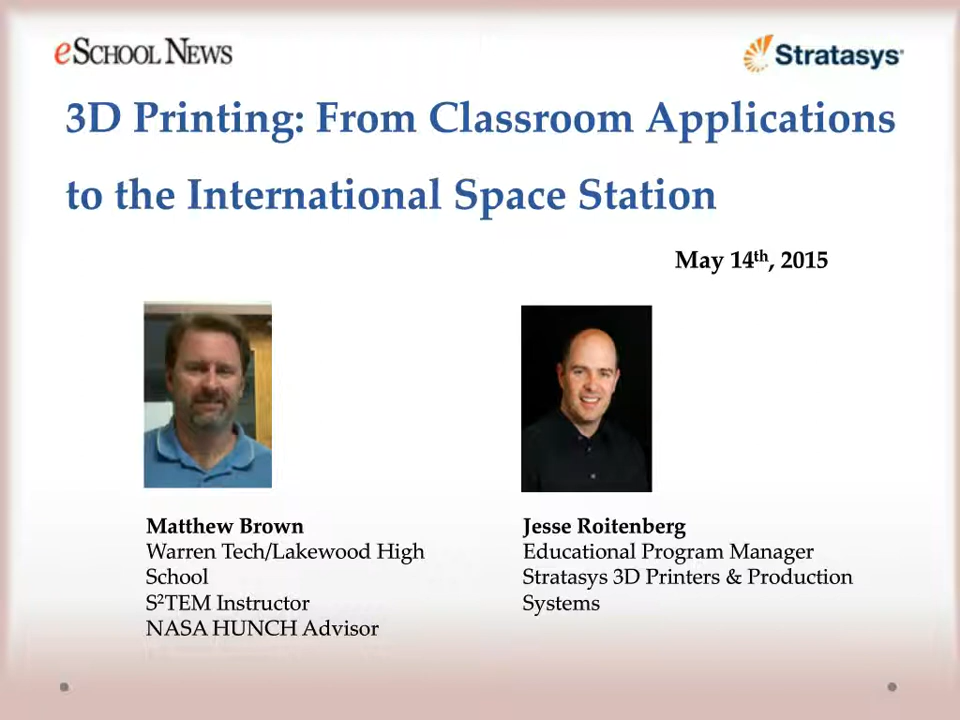 eSchool News
Stratasys
3D Printing: From Classroom Applications
to the International Space Station
May 14th, 2015
Matthew Brown
Warren Tech/Lakewood High
School
S²TEM Instructor
NASA HUNCH Advisor
Jesse Roitenberg
Educational Program Manager
Stratasys 3D Printers & Production
Systems